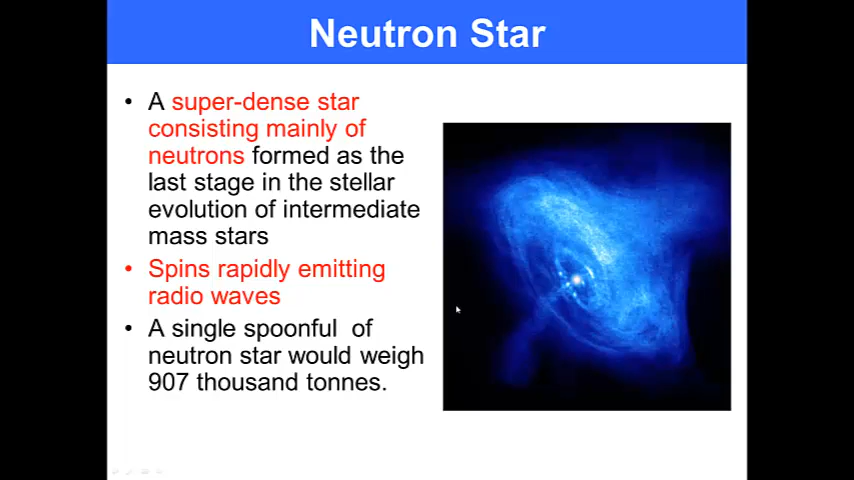 Neutron Star
• A super-dense star
consisting mainly of
neutrons formed as the
last stage in the stellar
evolution of intermediate
mass stars
• Spins rapidly emitting
radio waves
• A single spoonful of
neutron star would weigh
907 thousand tonnes.